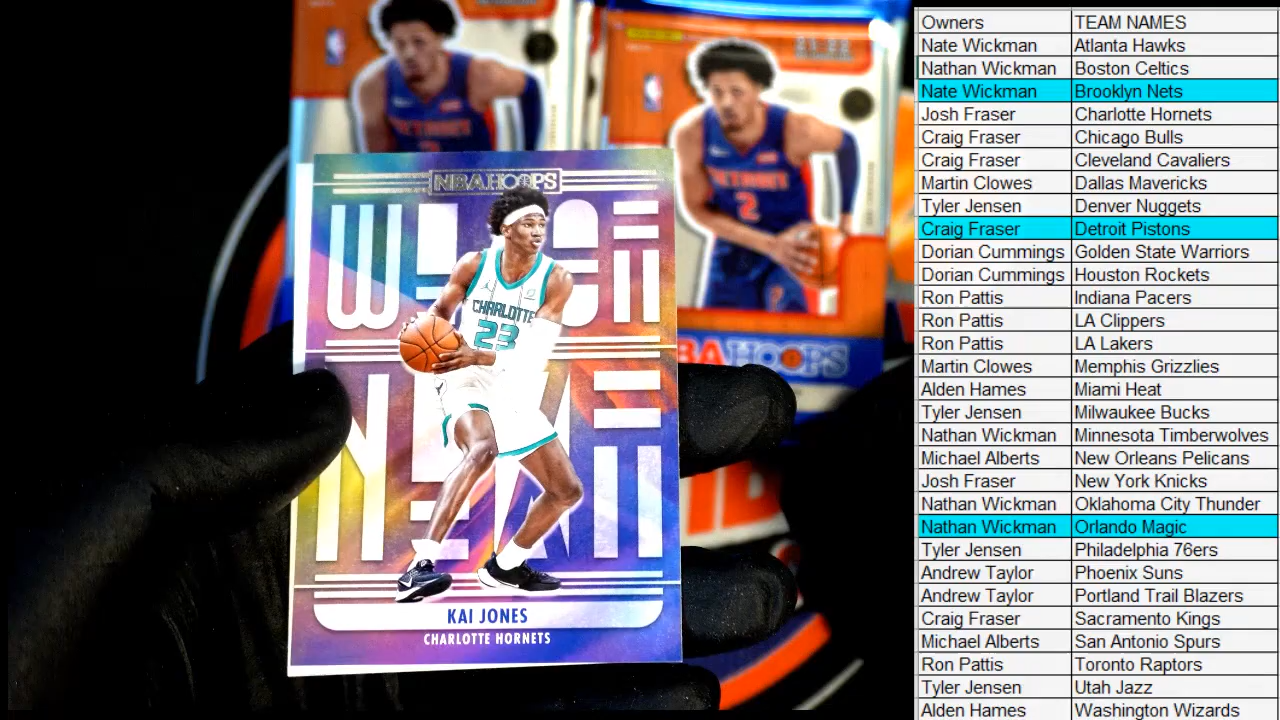 Owners TEAM NAMES
Nate Wickman Atlanta Hawks
Nathan Wickman Boston Celtics
Nate Wickman Brooklyn Nets
Josh Fraser Charlotte Hornets
Craig Fraser Chicago Bulls
Craig Fraser Cleveland Cavaliers
Martin Clowes Dallas Mavericks
Tyler Jensen Denver Nuggets
Craig Fraser Detroit Pistons
Dorian Cummings Golden State Warriors
Dorian Cummings Houston Rockets
Ron Pattis Indiana Pacers
Ron Pattis LA Clippers
Ron Pattis LA Lakers
Martin Clowes Memphis Grizzlies
Alden Hames Miami Heat
Tyler Jensen Milwaukee Bucks
Nathan Wickman Minnesota Timberwolves
Michael Alberts New Orleans Pelicans
Josh Fraser New York Knicks
Nathan Wickman Oklahoma City Thunder
Nathan Wickman Orlando Magic
Tyler Jensen Philadelphia 76ers
Andrew Taylor Phoenix Suns
Andrew Taylor Portland Trail Blazers
Craig Fraser Sacramento Kings
Michael Alberts San Antonio Spurs
Ron Pattis Toronto Raptors
Tyler Jensen Utah Jazz
Alden Hames Washington Wizards
NBA HOOPS
CHARLOTTE
23
KAI JONES
CHARLOTTE HORNETS
DETROIT
2
HOOPS